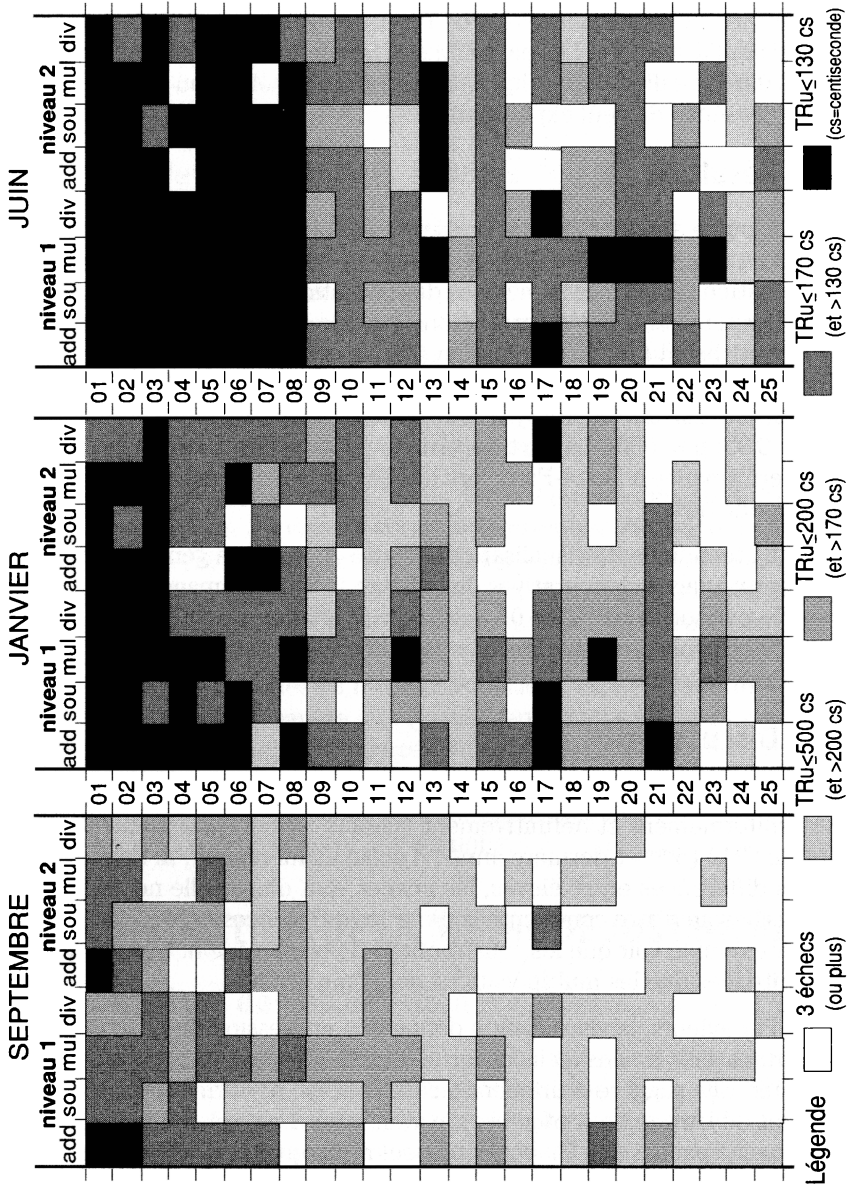 SEPTEMBRE
niveau 1 niveau 2
add sou mul div add sou mul div
01
02
03
04
05
06
07
08
09
10
11
12
13
14
15
16
17
18
19
20
21
22
23
24
25
JANVIER
niveau 1 niveau 2
add sou mul div add sou mul div
01
02
03
04
05
06
07
08
09
10
11
12
13
14
15
16
17
18
19
20
21
22
23
24
25
JUIN
niveau 1 niveau 2
add sou mul div add sou mul div
Légende
3 échecs
(ou plus)
TRu≤500 cs
(et >200 cs)
TRu≤200 cs
(et >170 cs)
TRu≤170 cs
(et >130 cs)
TRu≤130 cs
(cs=centiseconde)